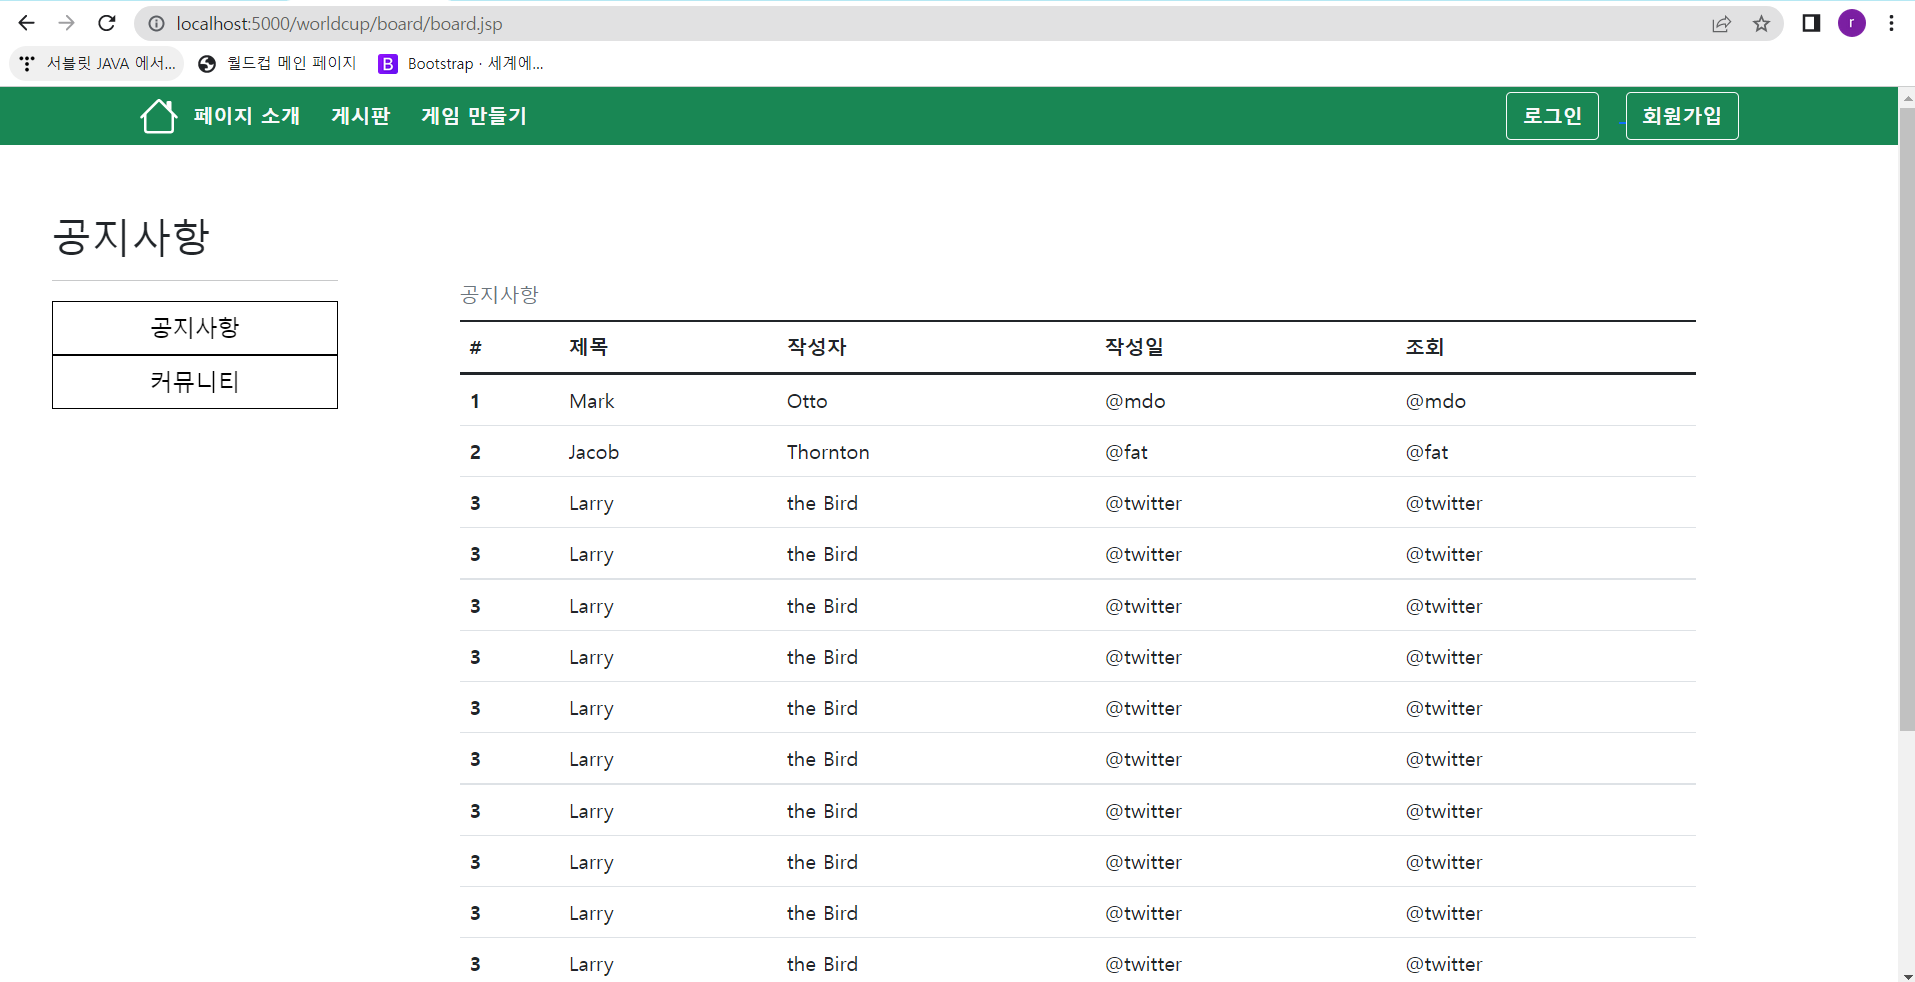 localhost:5000/worldcup/board/board.jsp
r
서블릿 JAVA 에서... 월드컵 메인 페이지 B Bootstrap · 세계에...
페이지 소개 게시판 게임 만들기 로그인 회원가입
공지사항
공지사항
커뮤니티
공지사항
# 제목 작성자 작성일 조회
1 Mark Otto @mdo @mdo
2 Jacob Thornton @fat @fat
3 Larry the Bird @twitter @twitter
3 Larry the Bird @twitter @twitter
3 Larry the Bird @twitter @twitter
3 Larry the Bird @twitter @twitter
3 Larry the Bird @twitter @twitter
3 Larry the Bird @twitter @twitter
3 Larry the Bird @twitter @twitter
3 Larry the Bird @twitter @twitter
3 Larry the Bird @twitter @twitter
3 Larry the Bird @twitter @twitter